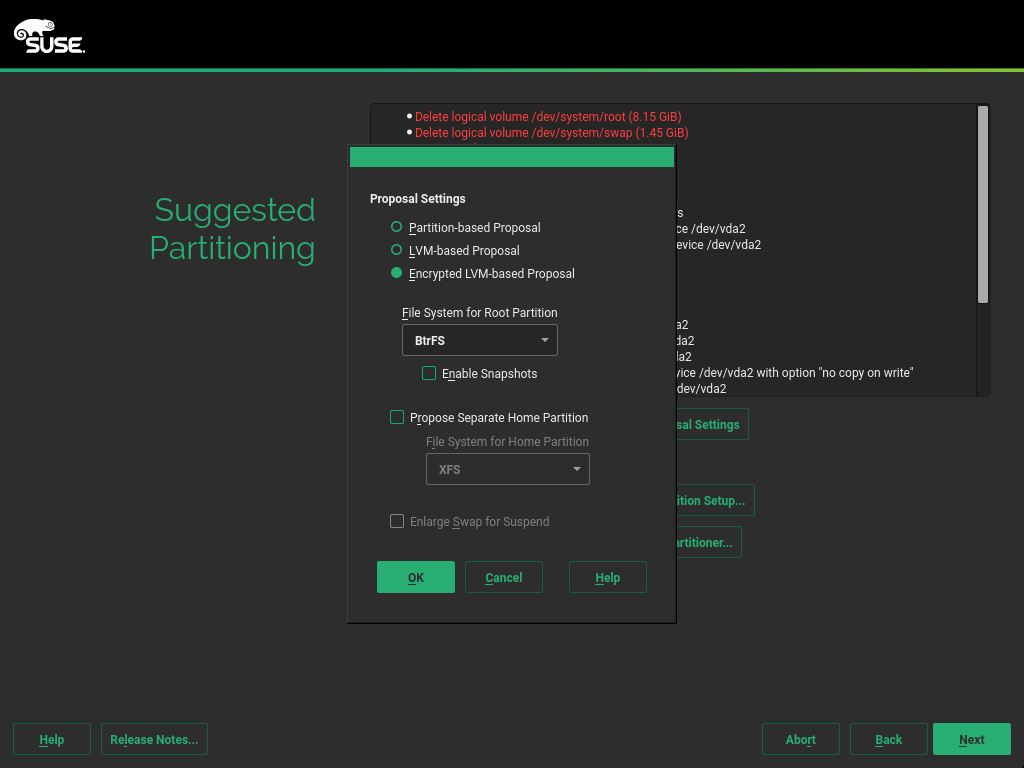 SUSE.
Delete logical volume /dev/system/root (8.15 GiB)
Delete logical volume /dev/system/swap (1.45 GiB)
Suggested
Partitioning
s
ce /dev/vda2
evice /dev/vda2
a2
da2
la2
vice /dev/vda2 with option "no copy on write"
dev/vda2
sal Settings
ition Setup...
artitioner...
Proposal Settings
Partition-based Proposal
LVM-based Proposal
Encrypted LVM-based Proposal
File System for Root Partition
BtrFS
Enable Snapshots
Propose Separate Home Partition
File System for Home Partition
XFS
Enlarge Swap for Suspend
OK Cancel Help
Help Release Notes... Abort Back Next